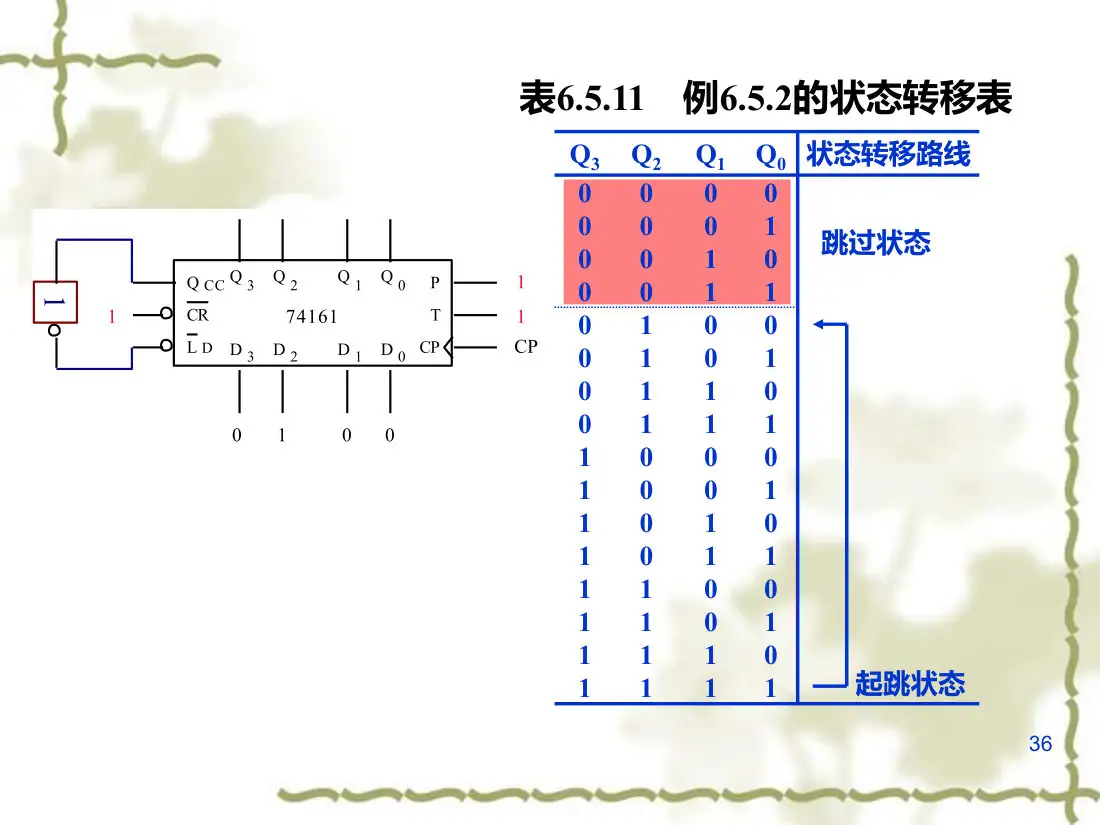 表6.5.11 例6.5.2的状态转移表
Q3 Q2 Q1 Q0 状态转移路线
0 0 0 0
0 0 0 1
跳过状态
0 0 1 0
0 0 1 1
0 1 0 0
0 1 0 1
0 1 1 0
0 1 1 1
1 0 0 0
1 0 0 1
1 0 1 0
1 0 1 1
1 1 0 0
1 1 0 1
1 1 1 0
1 1 1 1 起跳状态
QCC Q3 Q2 Q1 Q0 P 1
1
1 CR 74161 T 1
LD D3 D2 D1 D0 CP CP
0 1 0 0
36